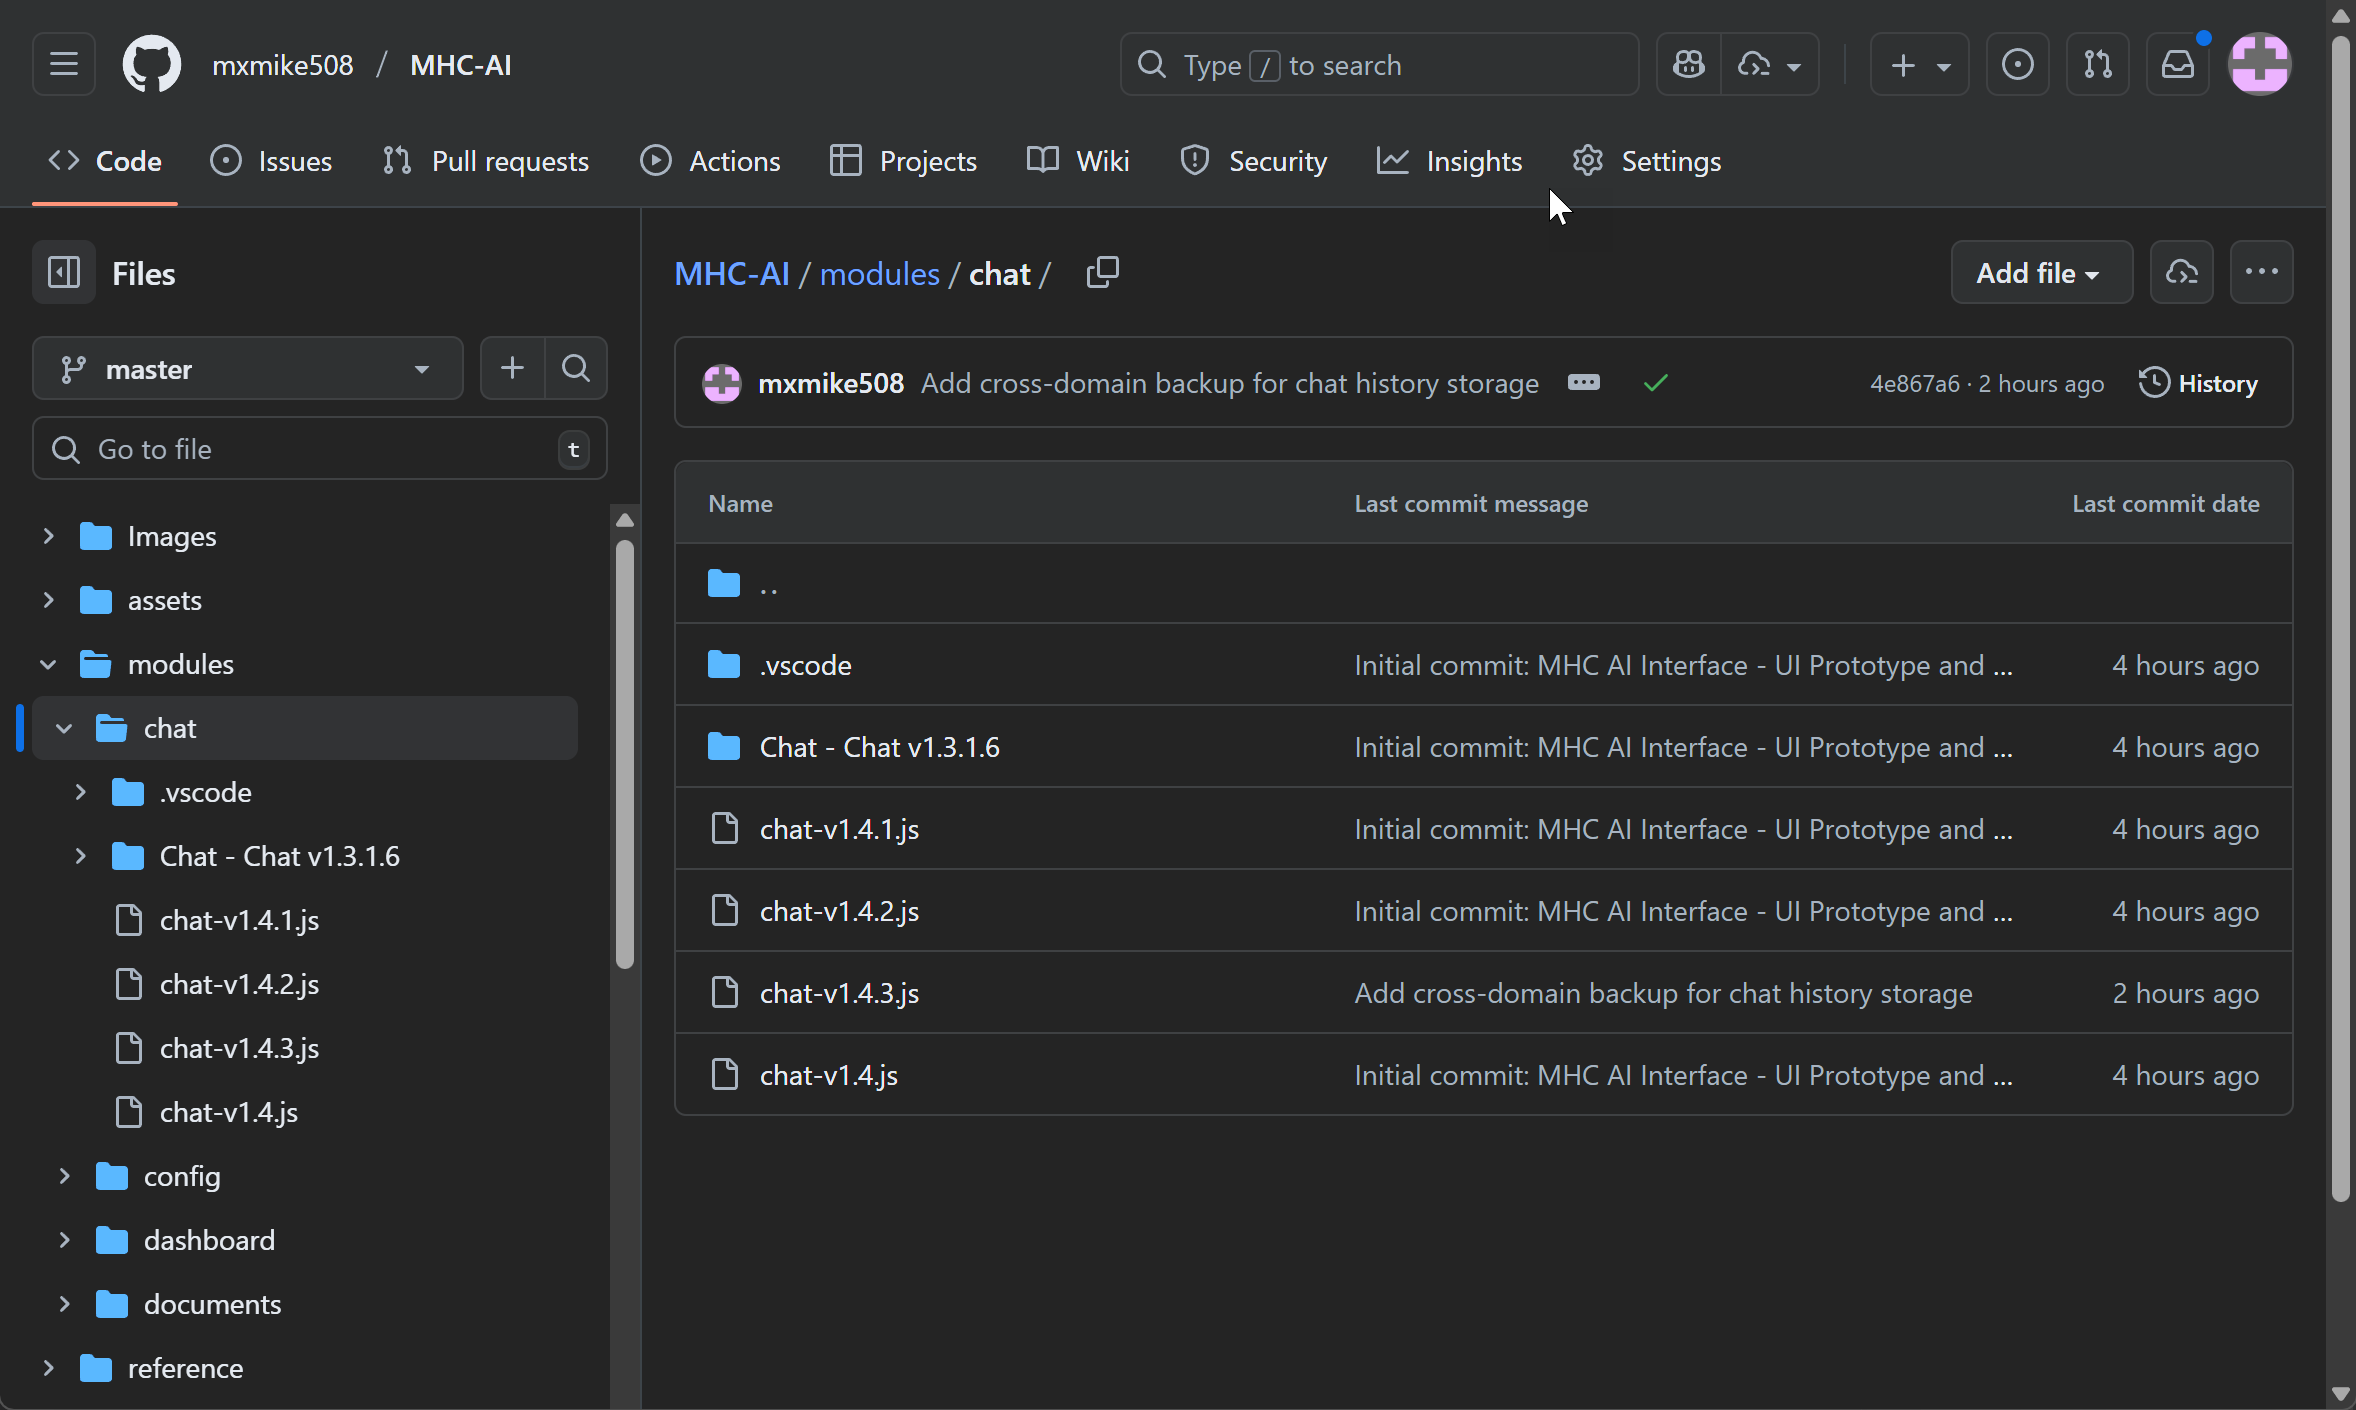 mxmike508 / MHC-AI
Type / to search
Code
Issues
Pull requests
Actions
Projects
Wiki
Security
Insights
Settings
Files
master
Go to file
t
Images
assets
modules
chat
.vscode
Chat - Chat v1.3.1.6
chat-v1.4.1.js
chat-v1.4.2.js
chat-v1.4.3.js
chat-v1.4.js
config
dashboard
documents
reference
MHC-AI / modules / chat /
Add file
mxmike508 Add cross-domain backup for chat history storage
4e867a6 · 2 hours ago
History
Name Last commit message Last commit date
..
.vscode Initial commit: MHC AI Interface - UI Prototype and ... 4 hours ago
Chat - Chat v1.3.1.6 Initial commit: MHC AI Interface - UI Prototype and ... 4 hours ago
chat-v1.4.1.js Initial commit: MHC AI Interface - UI Prototype and ... 4 hours ago
chat-v1.4.2.js Initial commit: MHC AI Interface - UI Prototype and ... 4 hours ago
chat-v1.4.3.js Add cross-domain backup for chat history storage 2 hours ago
chat-v1.4.js Initial commit: MHC AI Interface - UI Prototype and ... 4 hours ago